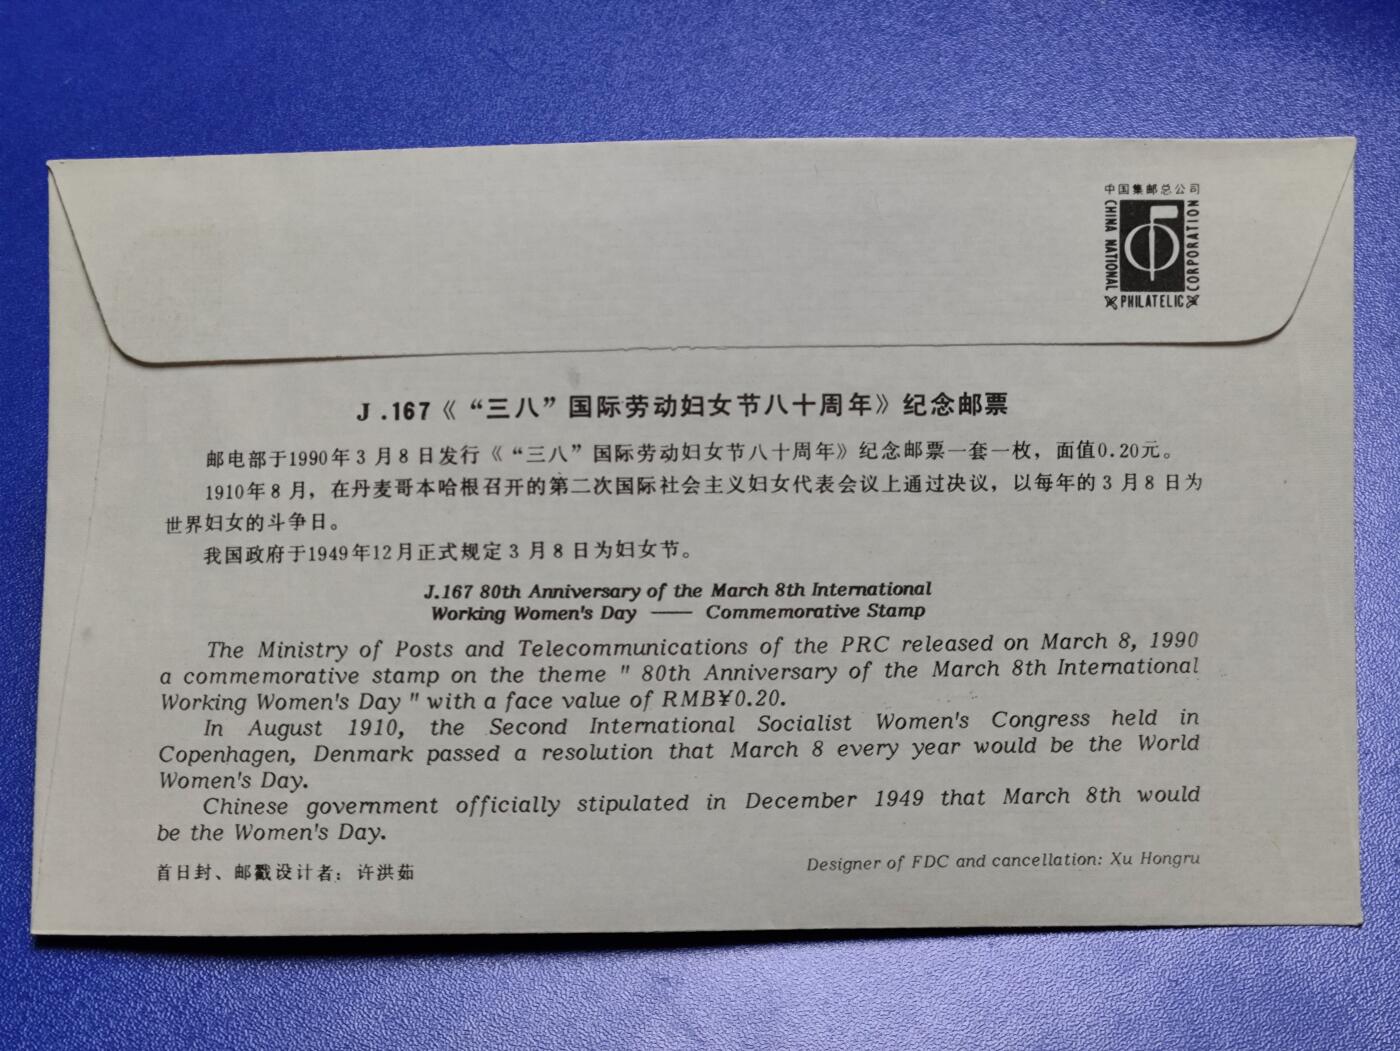 中国集邮总公司
CHINA NATIONAL
PHILATELIC
CORPORATION
J.167《“三八”国际劳动妇女节八十周年》纪念邮票
邮电部于1990年3月8日发行《“三八”国际劳动妇女节八十周年》纪念邮票一套一枚，面值0.20元。
1910年8月，在丹麦哥本哈根召开的第二次国际社会主义妇女代表会议上通过决议，以每年的3月8日为
世界妇女的斗争日。
我国政府于1949年12月正式规定3月8日为妇女节。
J.167 80th Anniversary of the March 8th International
Working Women's Day —— Commemorative Stamp
The Ministry of Posts and Telecommunications of the PRC released on March 8, 1990
a commemorative stamp on the theme " 80th Anniversary of the March 8th International
Working Women's Day " with a face value of RMB¥0.20.
In August 1910, the Second International Socialist Women's Congress held in
Copenhagen, Denmark passed a resolution that March 8 every year would be the World
Women's Day.
Chinese government officially stipulated in December 1949 that March 8th would
be the Women's Day.
首日封、邮戳设计者：许洪茹
Designer of FDC and cancellation: Xu Hongru